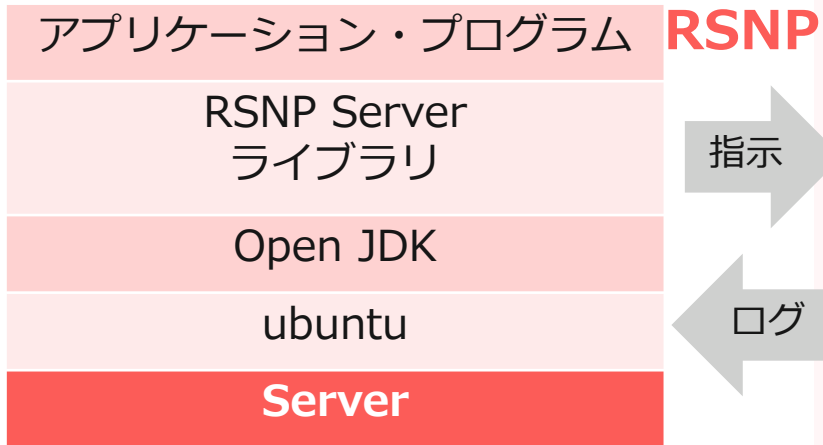 アプリケーション・プログラム
RSNP
RSNP Server
ライブラリ
指示
Open JDK
ubuntu
ログ
Server